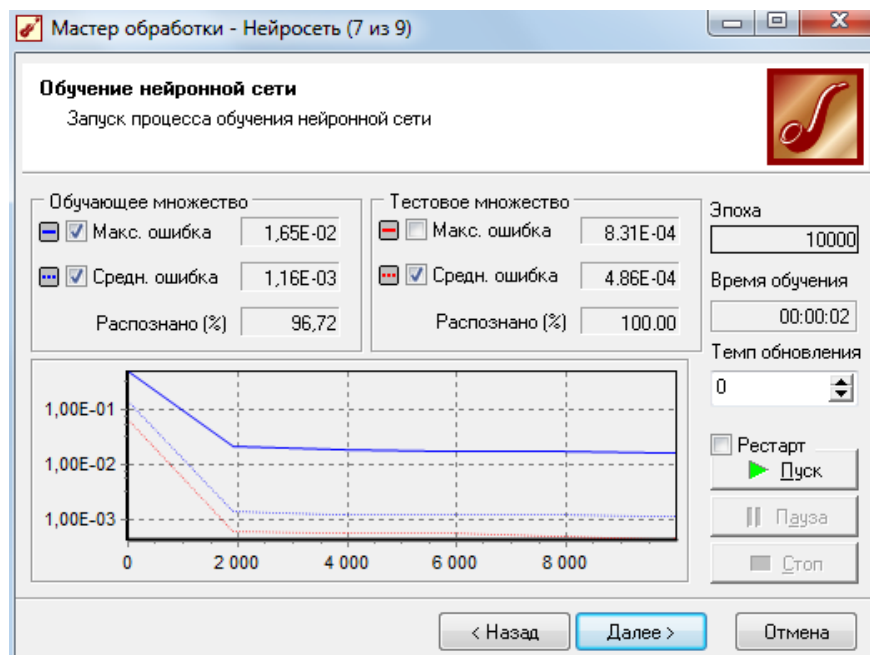 Мастер обработки - Нейросеть (7 из 9)
Обучение нейронной сети
Запуск процесса обучения нейронной сети
Обучающее множество
Макс. ошибка 1,65E-02
Средн. ошибка 1,16E-03
Распознано (%) 96,72
Тестовое множество
Макс. ошибка 8.31E-04
Средн. ошибка 4.86E-04
Распознано (%) 100.00
Эпоха
10000
Время обучения
00:00:02
Темп обновления
0
Рестарт
Пуск
Пауза
Стоп
1,00E-01
1,00E-02
1,00E-03
0 2 000 4 000 6 000 8 000
< Назад
Далее >
Отмена